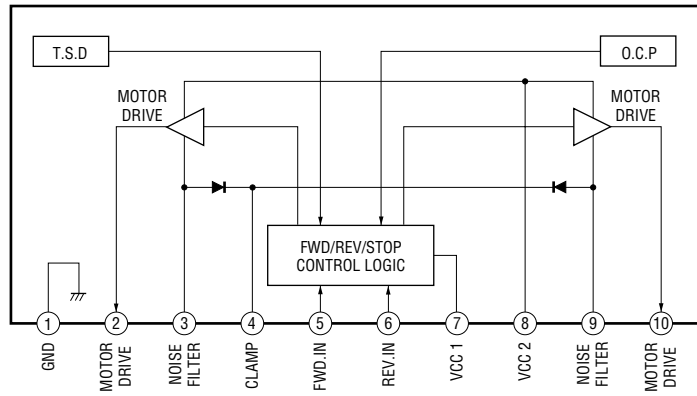 T.S.D
O.C.P
MOTOR
DRIVE
MOTOR
DRIVE
FWD/REV/STOP
CONTROL LOGIC
1
2
3
4
5
6
7
8
9
10
GND
MOTOR
DRIVE
NOISE
FILTER
CLAMP
FWD.IN
REV.IN
VCC 1
VCC 2
NOISE
FILTER
MOTOR
DRIVE